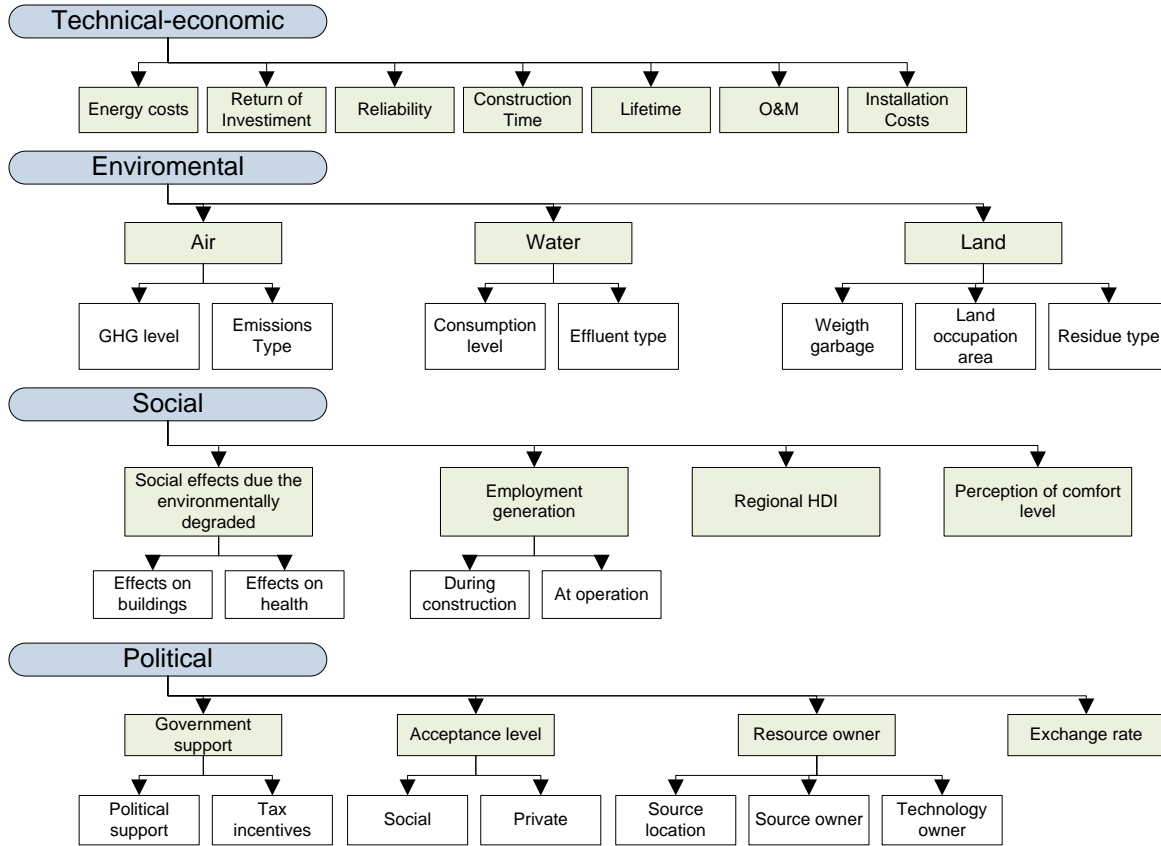 Technical-economic
Energy costs
Return of
Investiment
Reliability
Construction
Time
Lifetime
O&M
Installation
Costs
Enviromental
Air
Water
Land
GHG level
Emissions
Type
Consumption
level
Effluent type
Weigth
garbage
Land
occupation
area
Residue type
Social
Social effects due the
environmentally
degraded
Employment
generation
Regional HDI
Perception of comfort
level
Effects on
buildings
Effects on
health
During
construction
At operation
Political
Government
support
Acceptance level
Resource owner
Exchange rate
Political
support
Tax
incentives
Social
Private
Source
location
Source owner
Technology
owner